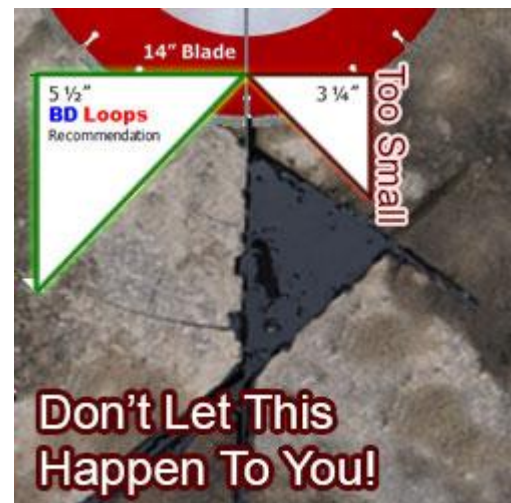 14" Blade
5 ½"
BD Loops
Recommendation
3 ¼"
Too Small
Don't Let This
Happen To You!